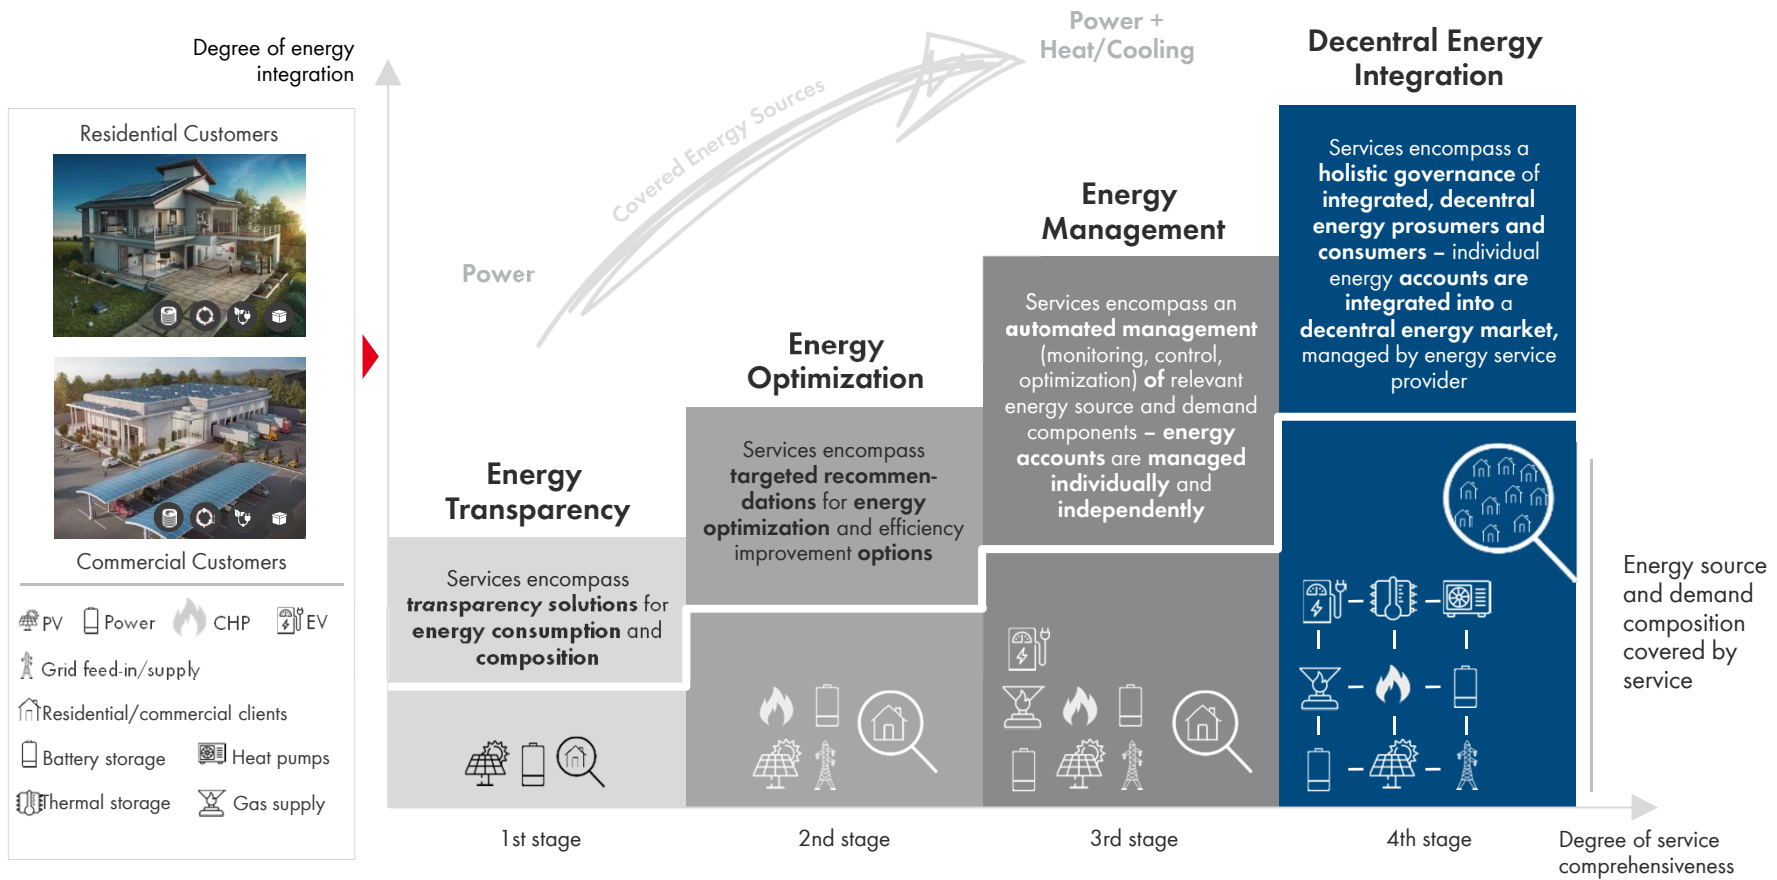 Degree of energy
integration
Residential Customers
Commercial Customers
PV
Power
CHP
EV
Grid feed-in/supply
Residential/commercial clients
Battery storage
Heat pumps
Thermal storage
Gas supply
Power
Covered Energy Sources
Power +
Heat/Cooling
Energy
Transparency
Services encompass
transparency solutions for
energy consumption and
composition
1st stage
Energy
Optimization
Services encompass
targeted recommen-
dations for energy
optimization and efficiency
improvement options
2nd stage
Energy
Management
Services encompass an
automated management
(monitoring, control,
optimization) of relevant
energy source and demand
components – energy
accounts are managed
individually and
independently
3rd stage
Decentral Energy
Integration
Services encompass a
holistic governance of
integrated, decentral
energy prosumers and
consumers – individual
energy accounts are
integrated into a
decentral energy market,
managed by energy service
provider
4th stage
Energy source
and demand
composition
covered by
service
Degree of service
comprehensiveness